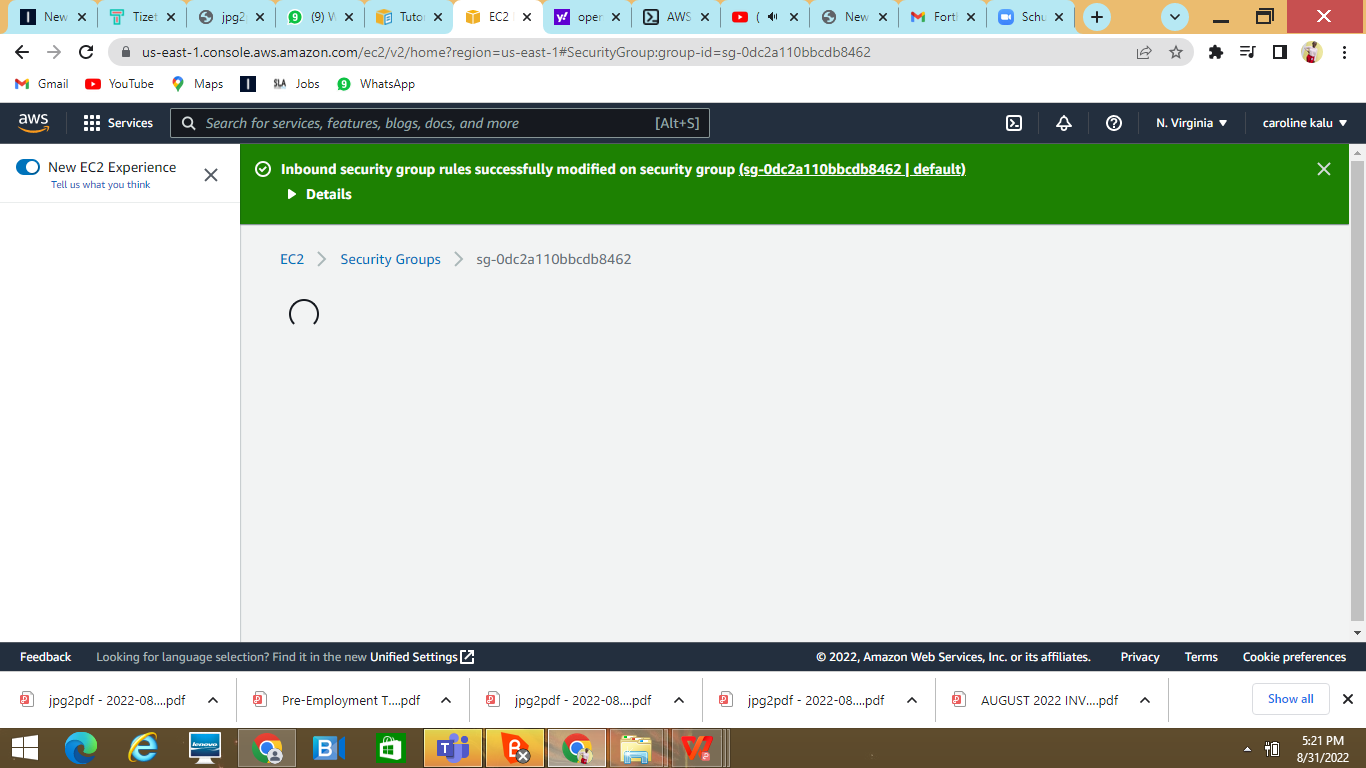 New
Tizet
jpg2
(9) W
Tutor
EC2
oper
AWS
(
New
Forth
Schu
us-east-1.console.aws.amazon.com/ec2/v2/home?region=us-east-1#SecurityGroup:group-id=sg-0dc2a110bbcdb8462
Gmail
YouTube
Maps
SLA Jobs
9 WhatsApp
aws
Services
Search for services, features, blogs, docs, and more [Alt+S]
N. Virginia
caroline kalu
New EC2 Experience
Tell us what you think
Inbound security group rules successfully modified on security group (sg-0dc2a110bbcdb8462 | default)
Details
EC2
Security Groups
sg-0dc2a110bbcdb8462
Feedback
Looking for language selection? Find it in the new Unified Settings
© 2022, Amazon Web Services, Inc. or its affiliates.
Privacy
Terms
Cookie preferences
jpg2pdf - 2022-08....pdf
Pre-Employment T....pdf
jpg2pdf - 2022-08....pdf
jpg2pdf - 2022-08....pdf
AUGUST 2022 INV....pdf
Show all
lenovo
5:21 PM
8/31/2022